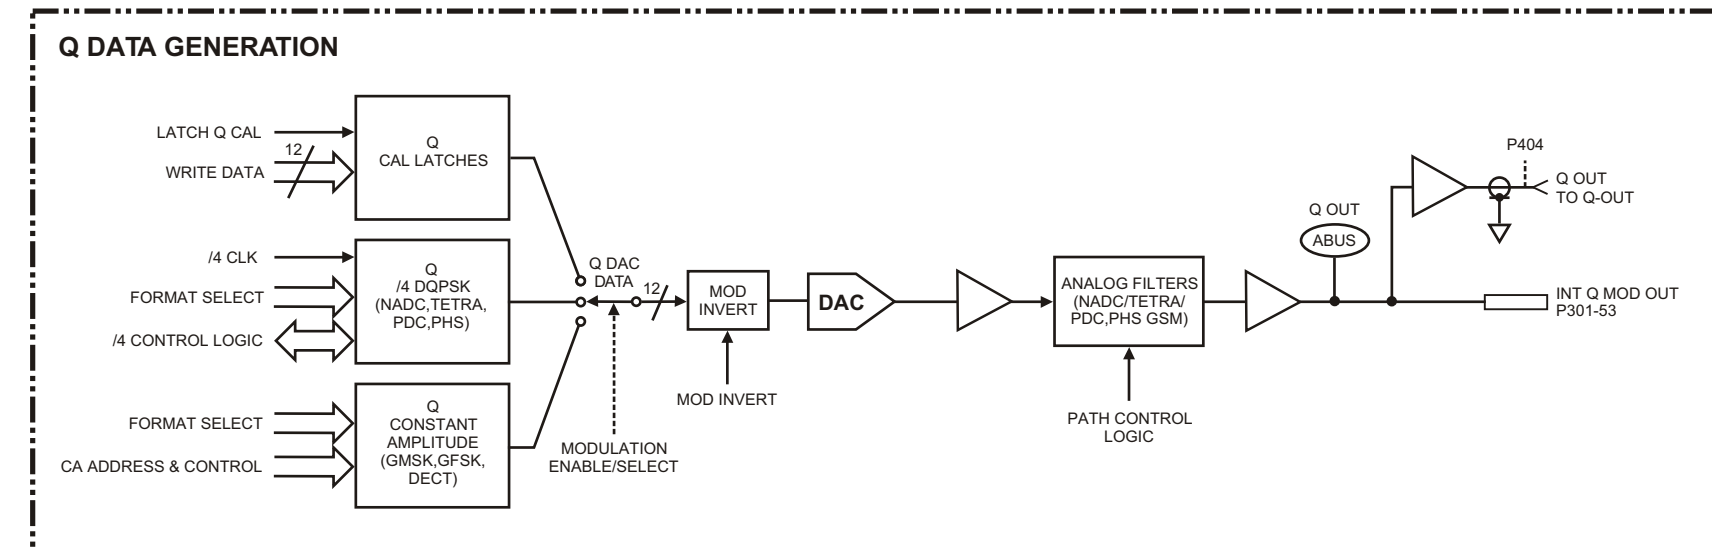 Q DATA GENERATION
LATCH Q CAL
12
WRITE DATA
Q
CAL LATCHES
/4 CLK
FORMAT SELECT
/4 CONTROL LOGIC
Q
/4 DQPSK
(NADC,TETRA,
PDC,PHS)
FORMAT SELECT
CA ADDRESS & CONTROL
Q
CONSTANT
AMPLITUDE
(GMSK,GFSK,
DECT)
Q DAC
DATA
12
MODULATION
ENABLE/SELECT
MOD
INVERT
MOD INVERT
DAC
ANALOG FILTERS
(NADC/TETRA/
PDC,PHS GSM)
PATH CONTROL
LOGIC
Q OUT
ABUS
P404
Q OUT
TO Q-OUT
INT Q MOD OUT
P301-53